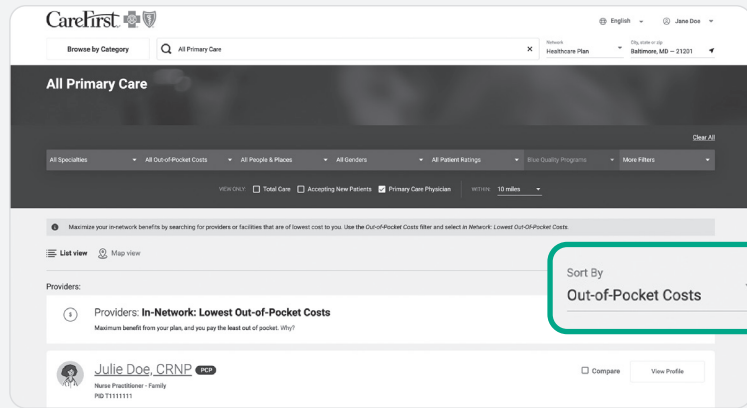 CareFirst
English
Jane Doe
Browse by Category
All Primary Care
Network
Healthcare Plan
City, state or zip
Baltimore, MD – 21201
All Primary Care
Clear All
All Specialties
All Out-of-Pocket Costs
All People & Places
All Genders
All Patient Ratings
Blue Quality Programs
More Filters
VIEW ONLY
Total Care
Accepting New Patients
Primary Care Physician
WITHIN
10 miles
Maximize your in-network benefits by searching for providers or facilities that are of lowest cost to you. Use the Out-of-Pocket Costs filter and select In Network: Lowest Out-Of-Pocket Costs.
List view
Map view
Sort By
Out-of-Pocket Costs
Providers:
Providers: In-Network: Lowest Out-of-Pocket Costs
Maximum benefit from your plan, and you pay the least out of pocket. Why?
Julie Doe, CRNP PCP
Nurse Practitioner - Family
PID T1111111
Compare
View Profile